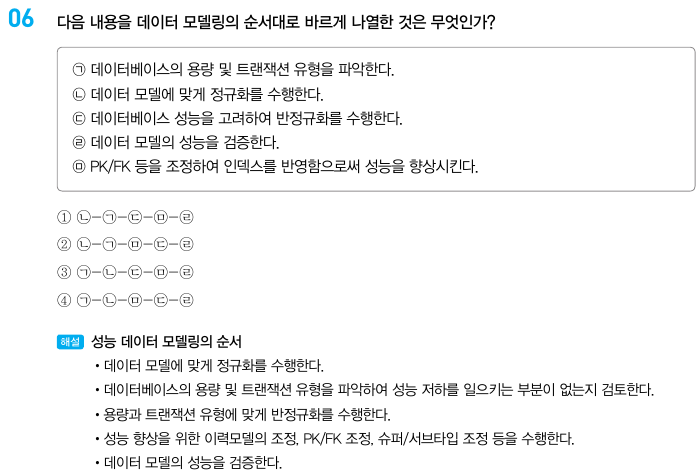 06 다음 내용을 데이터 모델링의 순서대로 바르게 나열한 것은 무엇인가?
㉠ 데이터베이스의 용량 및 트랜잭션 유형을 파악한다.
㉡ 데이터 모델에 맞게 정규화를 수행한다.
㉢ 데이터베이스 성능을 고려하여 반정규화를 수행한다.
㉣ 데이터 모델의 성능을 검증한다.
㉤ PK/FK 등을 조정하여 인덱스를 반영함으로써 성능을 향상시킨다.
① ㉡-㉠-㉢-㉤-㉣
② ㉡-㉠-㉤-㉢-㉣
③ ㉠-㉡-㉢-㉤-㉣
④ ㉠-㉡-㉤-㉢-㉣
해설 성능 데이터 모델링의 순서
• 데이터 모델에 맞게 정규화를 수행한다.
• 데이터베이스의 용량 및 트랜잭션 유형을 파악하여 성능 저하를 일으키는 부분이 없는지 검토한다.
• 용량과 트랜잭션 유형에 맞게 반정규화를 수행한다.
• 성능 향상을 위한 이력모델의 조정, PK/FK 조정, 슈퍼/서브타입 조정 등을 수행한다.
• 데이터 모델의 성능을 검증한다.